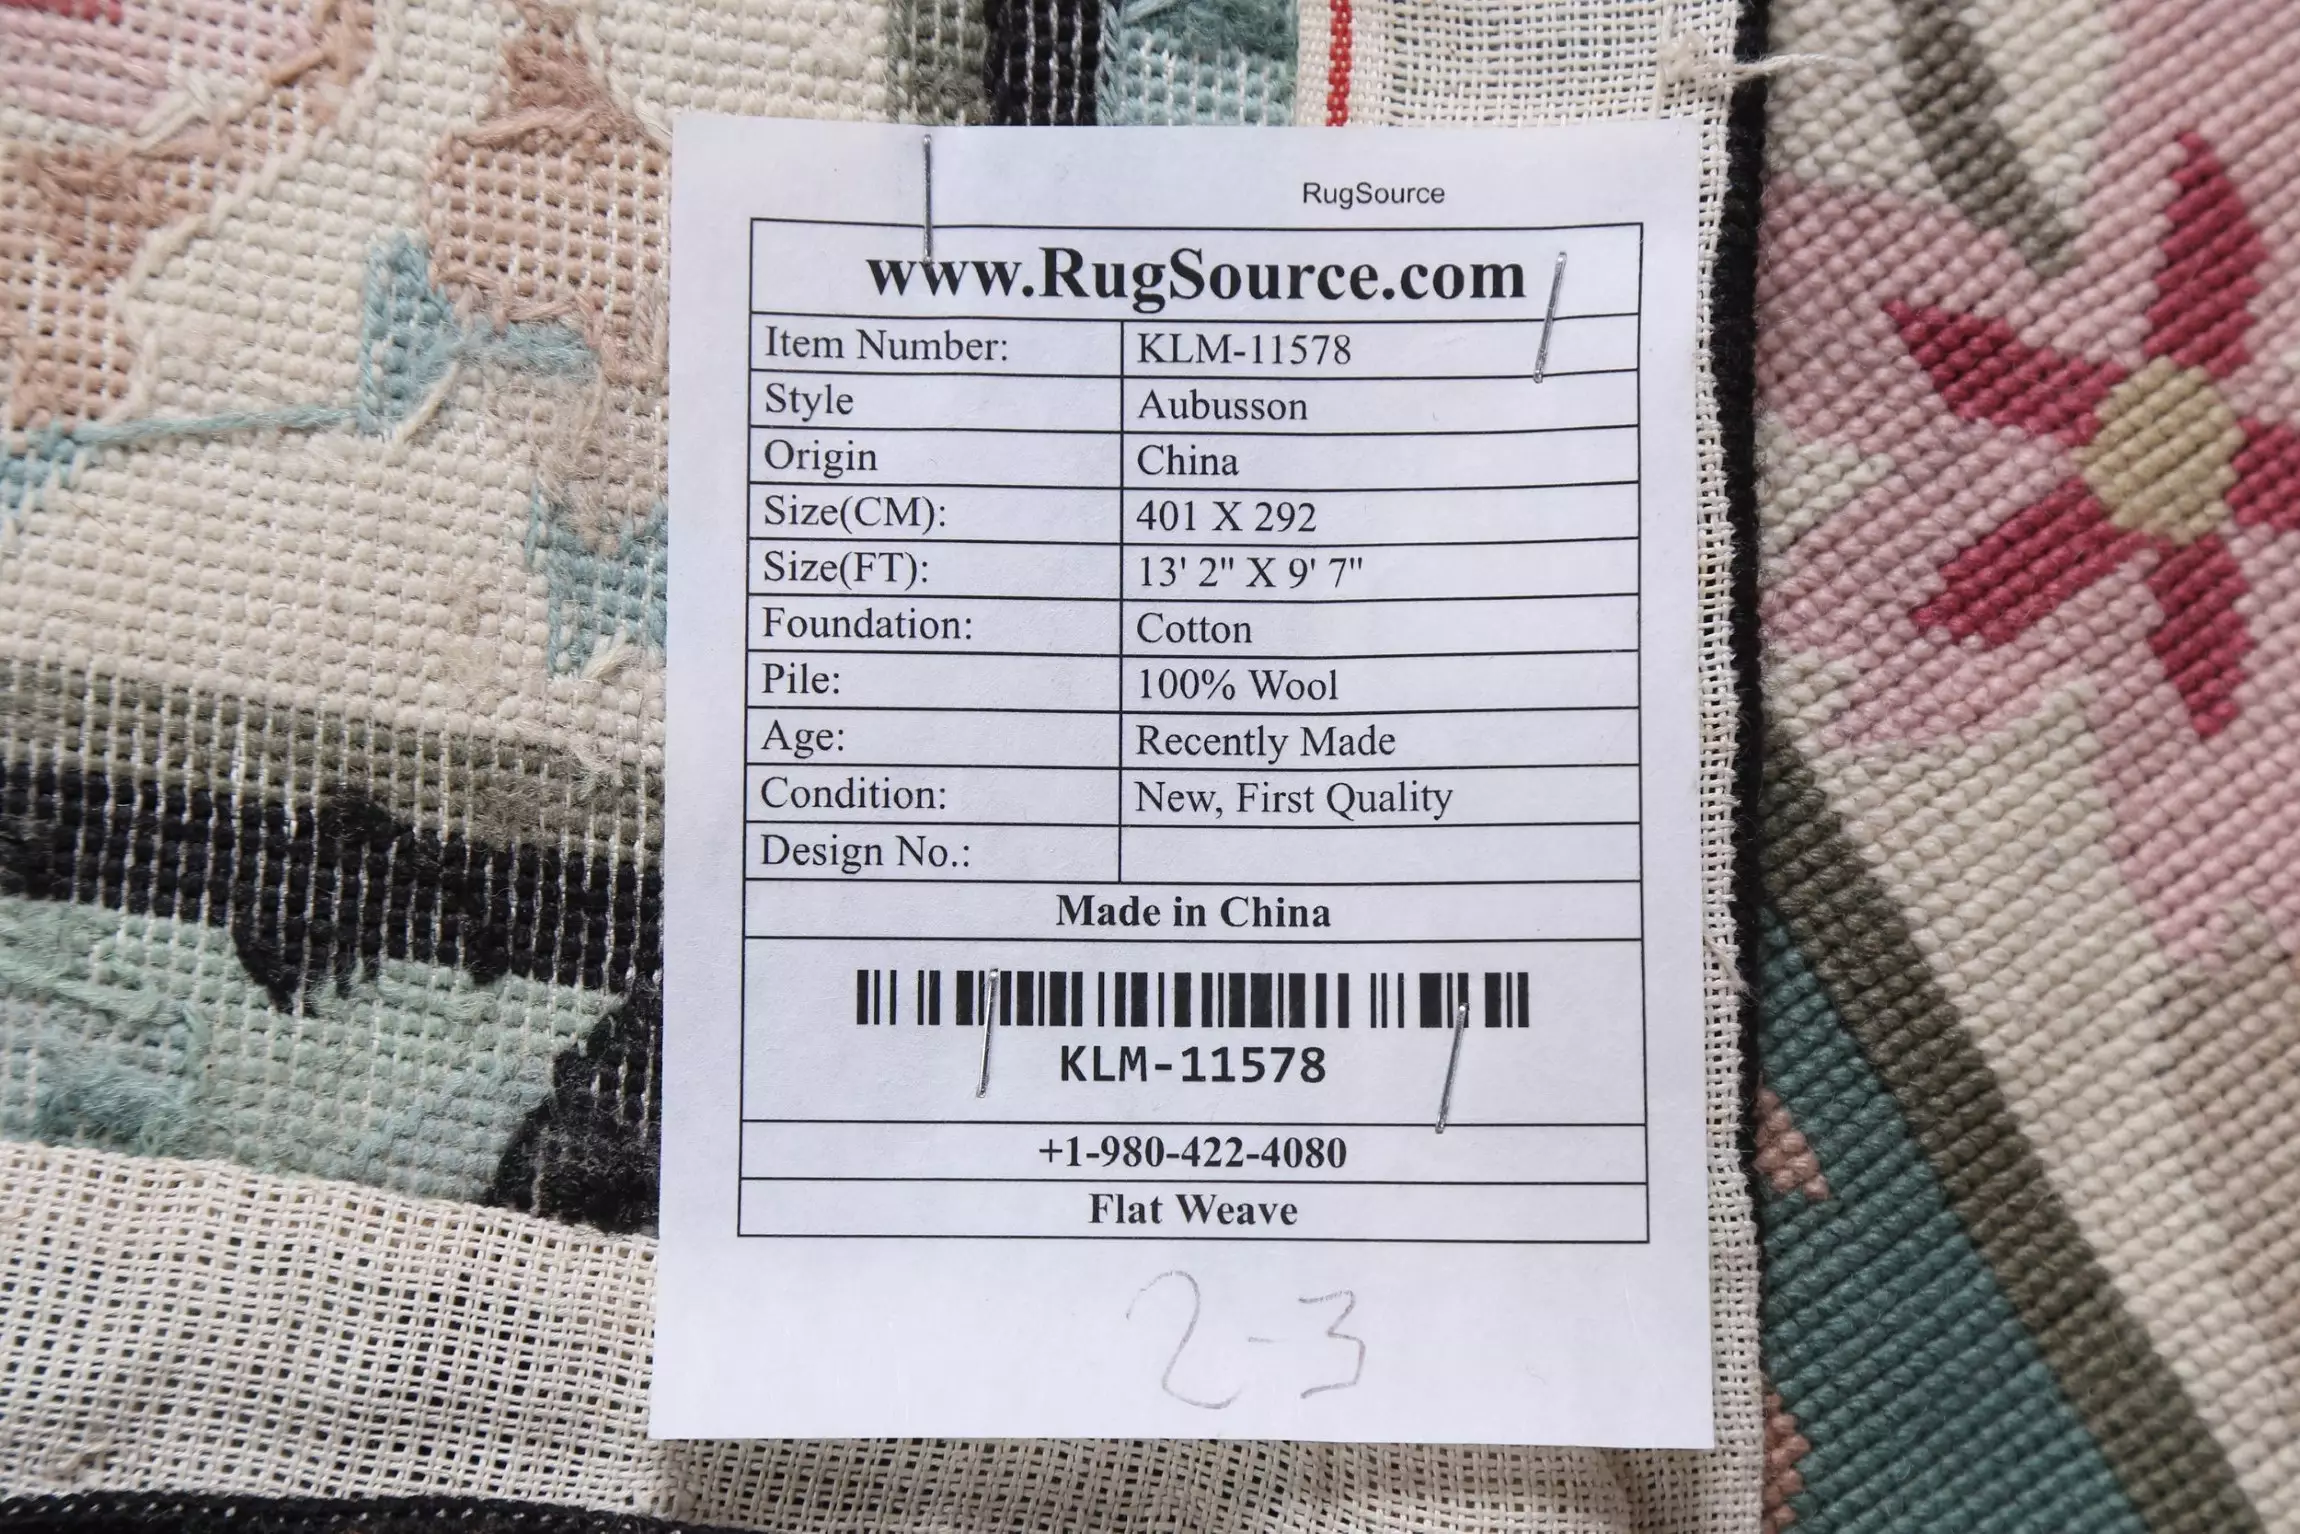 RugSource
www.RugSource.com
Item Number: KLM-11578
Style Aubusson
Origin China
Size(CM): 401 X 292
Size(FT): 13' 2" X 9' 7"
Foundation: Cotton
Pile: 100% Wool
Age: Recently Made
Condition: New, First Quality
Design No.:
Made in China
KLM-11578
+1-980-422-4080
Flat Weave
2-3